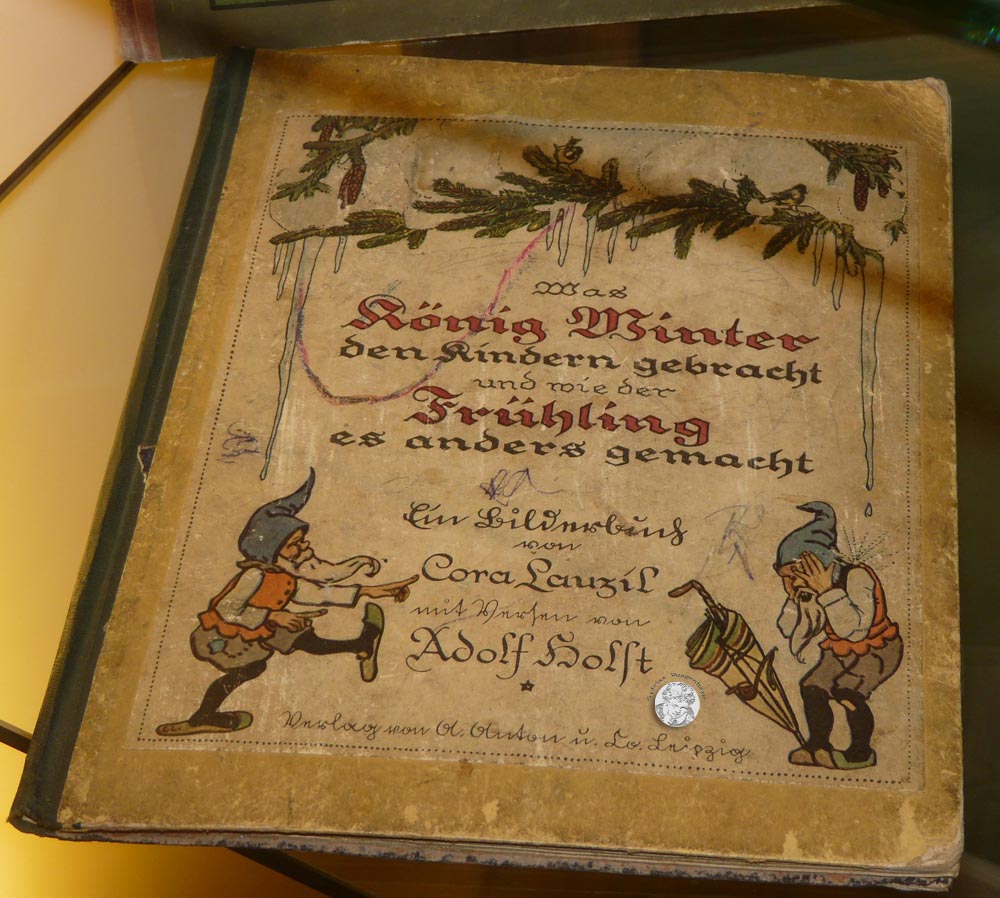 Was
König Winter
den Kindern gebracht
und wie der
Frühling
es anders gemacht
Ein Bilderbuch
von
Cora Lauzil
mit Versen von
Adolf Holst
Verlag von A. Anton u. Co. Leipzig